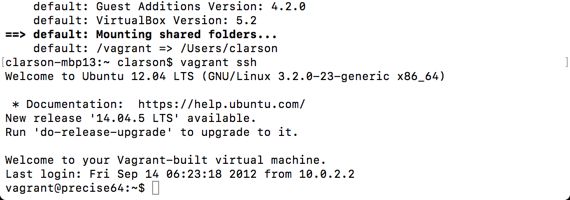 default: Guest Additions Version: 4.2.0
default: VirtualBox Version: 5.2
==> default: Mounting shared folders...
default: /vagrant => /Users/clarson
[clarson-mbp13:~ clarson$ vagrant ssh ]
Welcome to Ubuntu 12.04 LTS (GNU/Linux 3.2.0-23-generic x86_64)
* Documentation:  https://help.ubuntu.com/
New release '14.04.5 LTS' available.
Run 'do-release-upgrade' to upgrade to it.
Welcome to your Vagrant-built virtual machine.
Last login: Fri Sep 14 06:23:18 2012 from 10.0.2.2
vagrant@precise64:~$